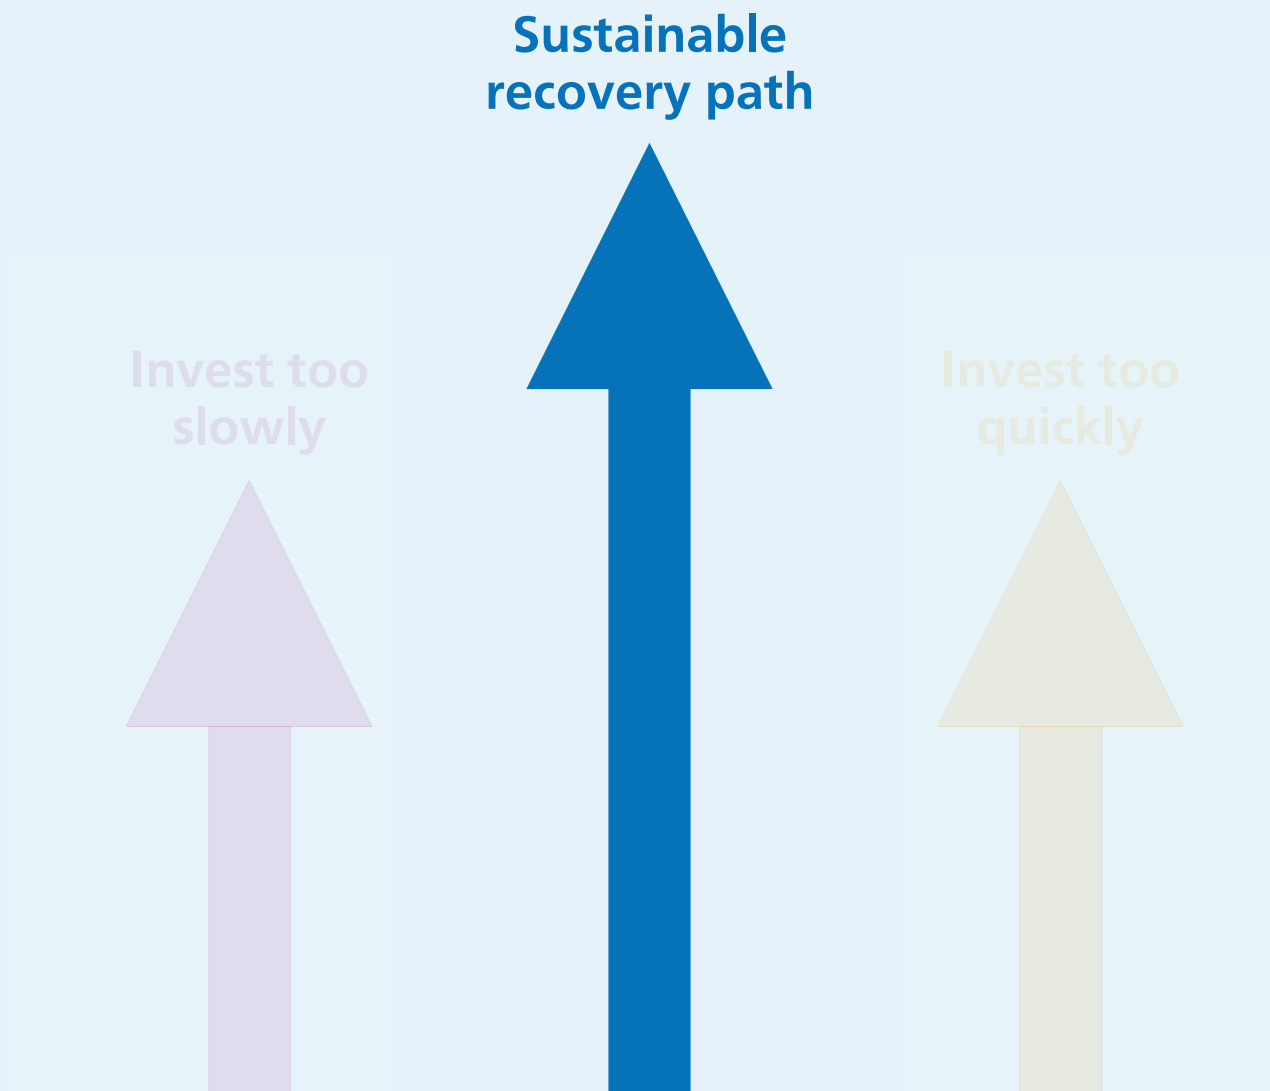 Sustainable
recovery path
Invest too
slowly
Invest too
quickly